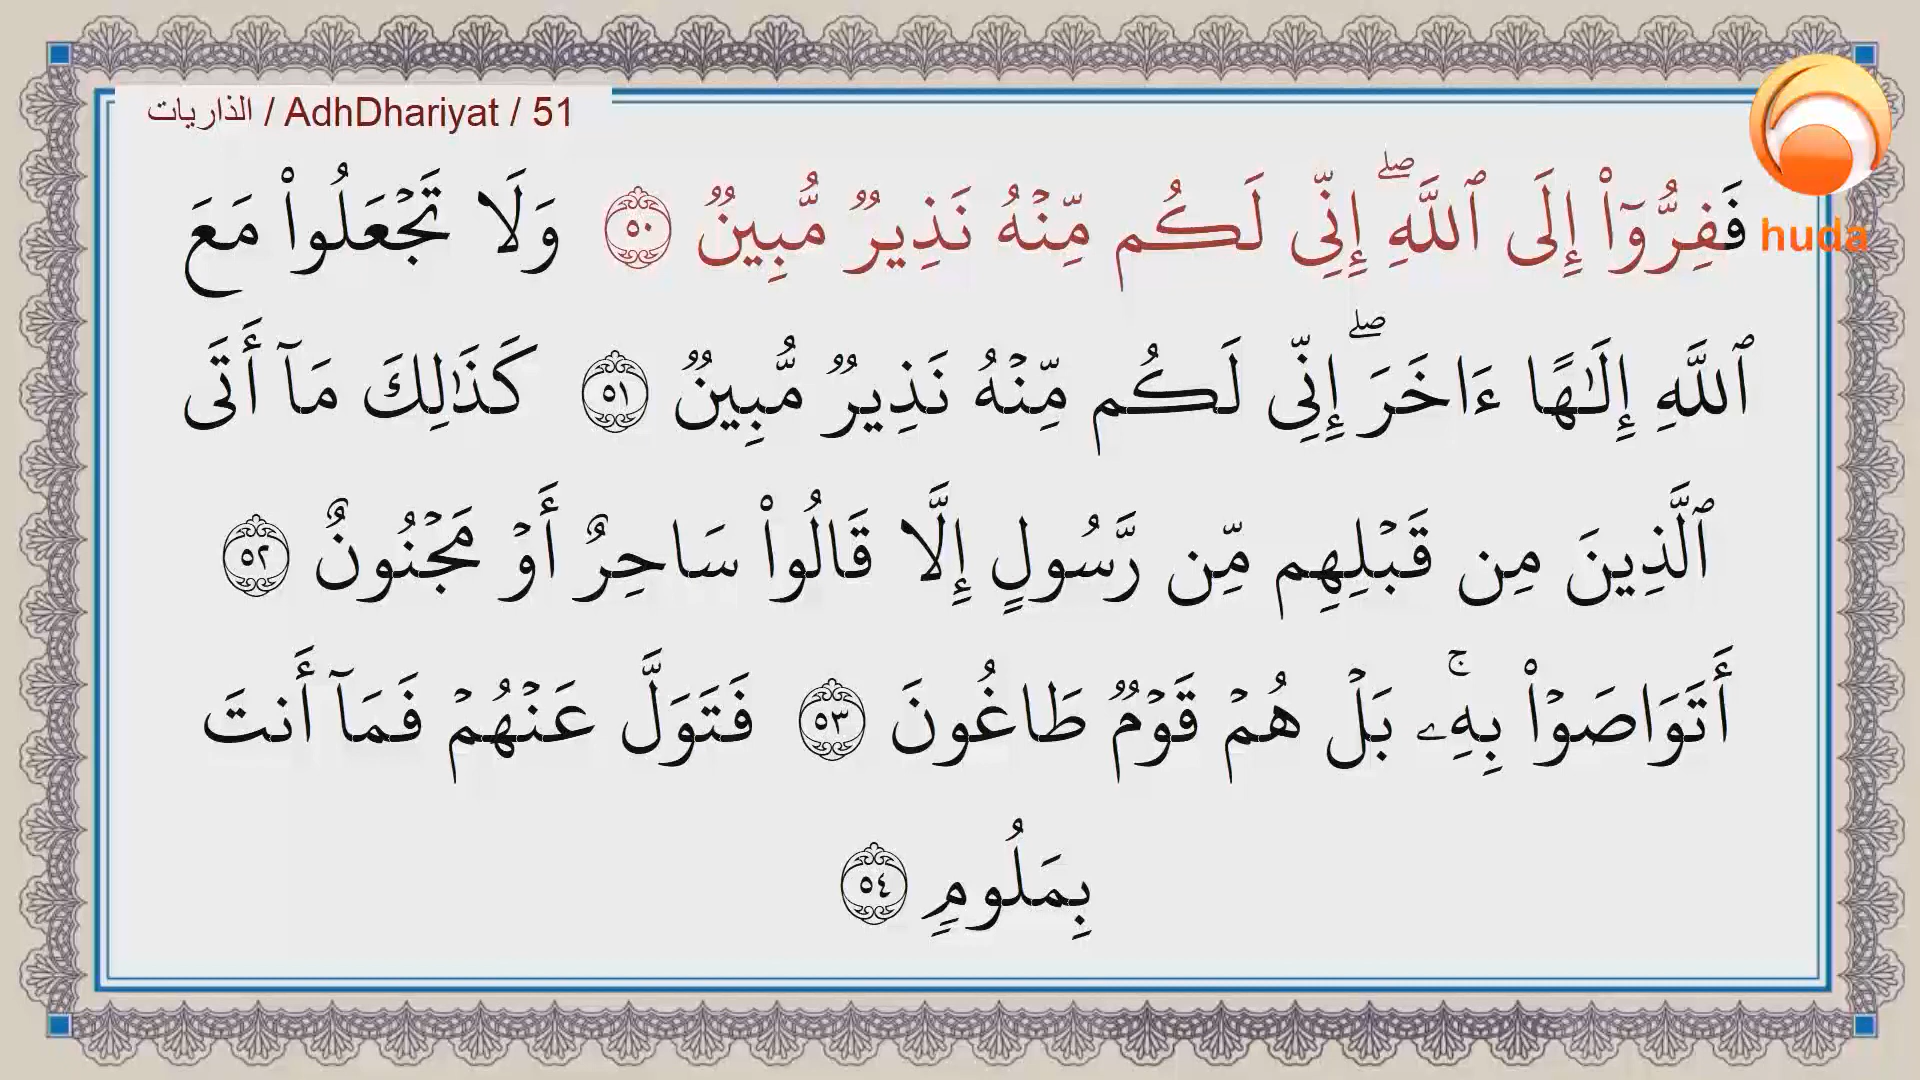 الذاريات / AdhDhariyat / 51
huda
فَفِرُّوٓا۟ إِلَى ٱللَّهِ ۖ إِنِّى لَكُم مِّنْهُ نَذِيرٌ مُّبِينٌ ٥٠ وَلَا تَجْعَلُوا۟ مَعَ
ٱللَّهِ إِلَٰهًا ءَاخَرَ ۖ إِنِّى لَكُم مِّنْهُ نَذِيرٌ مُّبِينٌ ٥١ كَذَٰلِكَ مَآ أَتَى
ٱلَّذِينَ مِن قَبْلِهِم مِّن رَّسُولٍ إِلَّا قَالُوا۟ سَاحِرٌ أَوْ مَجْنُونٌ ٥٢
أَتَوَاصَوْا۟ بِهِۦ ۚ بَلْ هُمْ قَوْمٌ طَاغُونَ ٥٣ فَتَوَلَّ عَنْهُمْ فَمَآ أَنتَ
بِمَلُومٍ ٥٤